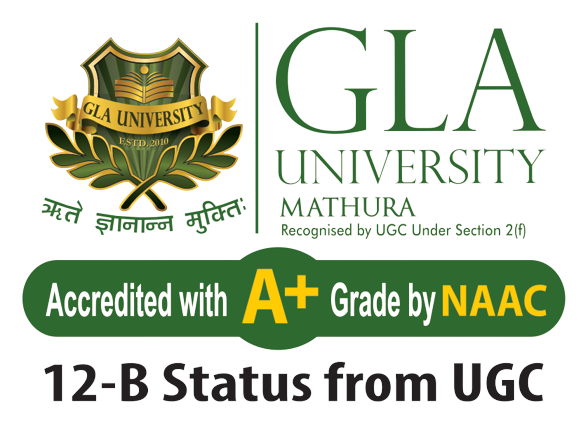 GLA UNIVERSITY
ESTD. 2010
ऋते ज्ञानान्न मुक्तिः
GLA
UNIVERSITY
MATHURA
Recognised by UGC Under Section 2(f)
Accredited with A+ Grade by NAAC
12-B Status from UGC